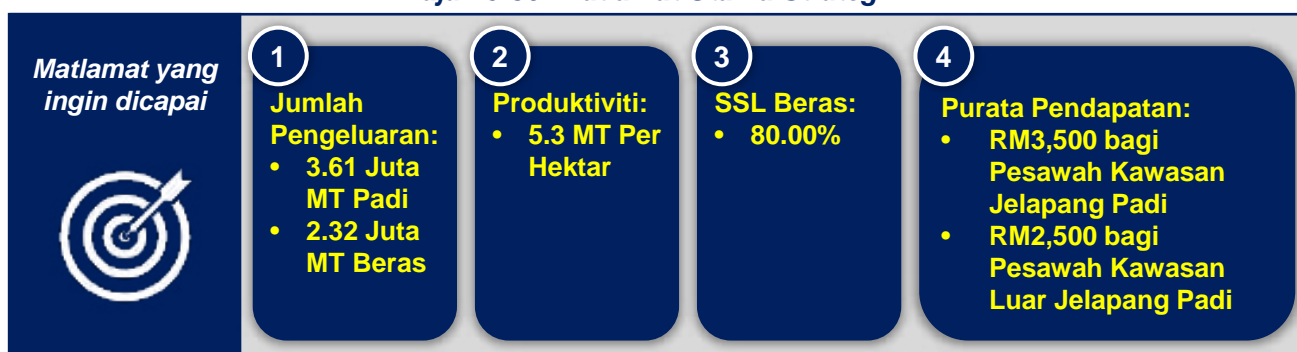 Matlamat yang
ingin dicapai
1
Jumlah
Pengeluaran:
• 3.61 Juta
MT Padi
• 2.32 Juta
MT Beras
2
Produktiviti:
• 5.3 MT Per
Hektar
3
SSL Beras:
• 80.00%
4
Purata Pendapatan:
• RM3,500 bagi
Pesawah Kawasan
Jelapang Padi
• RM2,500 bagi
Pesawah Kawasan
Luar Jelapang Padi